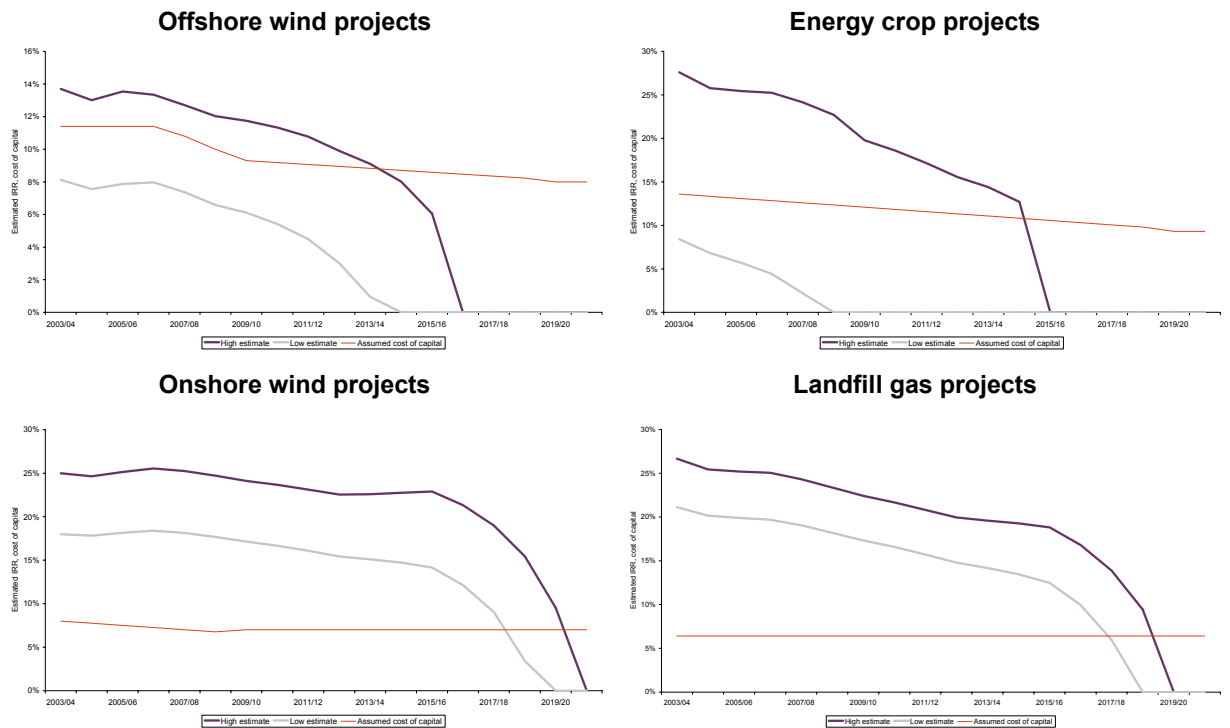 Offshore wind projects
16%
14%
12%
10%
8%
6%
4%
2%
0%
Estimated IRR, cost of capital
2003/04 2005/06 2007/08 2009/10 2011/12 2013/14 2015/16 2017/18 2019/20
High estimate Low estimate Assumed cost of capital
Energy crop projects
30%
25%
20%
15%
10%
5%
0%
Estimated IRR, cost of capital
2003/04 2005/06 2007/08 2009/10 2011/12 2013/14 2015/16 2017/18 2019/20
High estimate Low estimate Assumed cost of capital
Onshore wind projects
30%
25%
20%
15%
10%
5%
0%
Estimated IRR, cost of capital
2003/04 2005/06 2007/08 2009/10 2011/12 2013/14 2015/16 2017/18 2019/20
High estimate Low estimate Assumed cost of capital
Landfill gas projects
30%
25%
20%
15%
10%
5%
0%
Estimated IRR, cost of capital
2003/04 2005/06 2007/08 2009/10 2011/12 2013/14 2015/16 2017/18 2019/20
High estimate Low estimate Assumed cost of capital